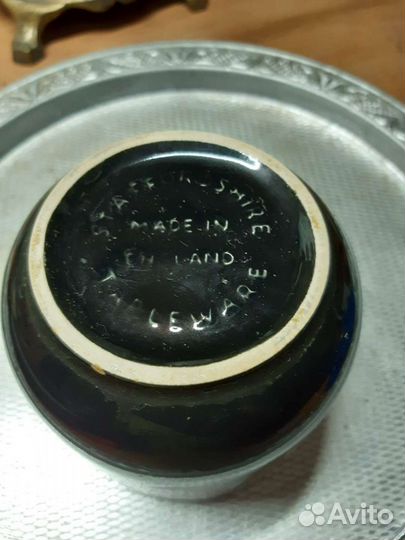 STAFFORDSHIRE
MADE IN
ENGLAND
TABLEWARE
Avito